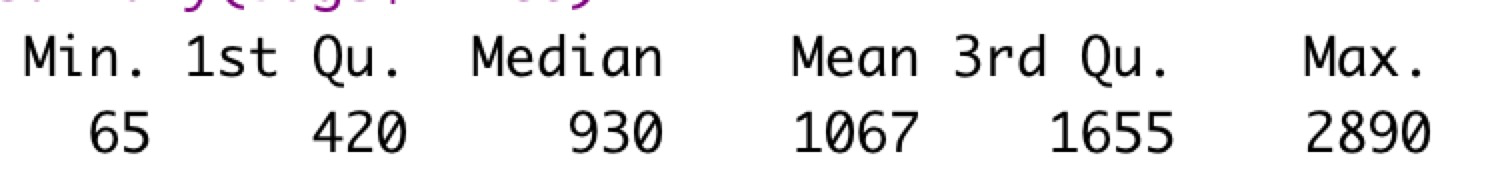 Min. 1st Qu. Median Mean 3rd Qu. Max.
65 420 930 1067 1655 2890